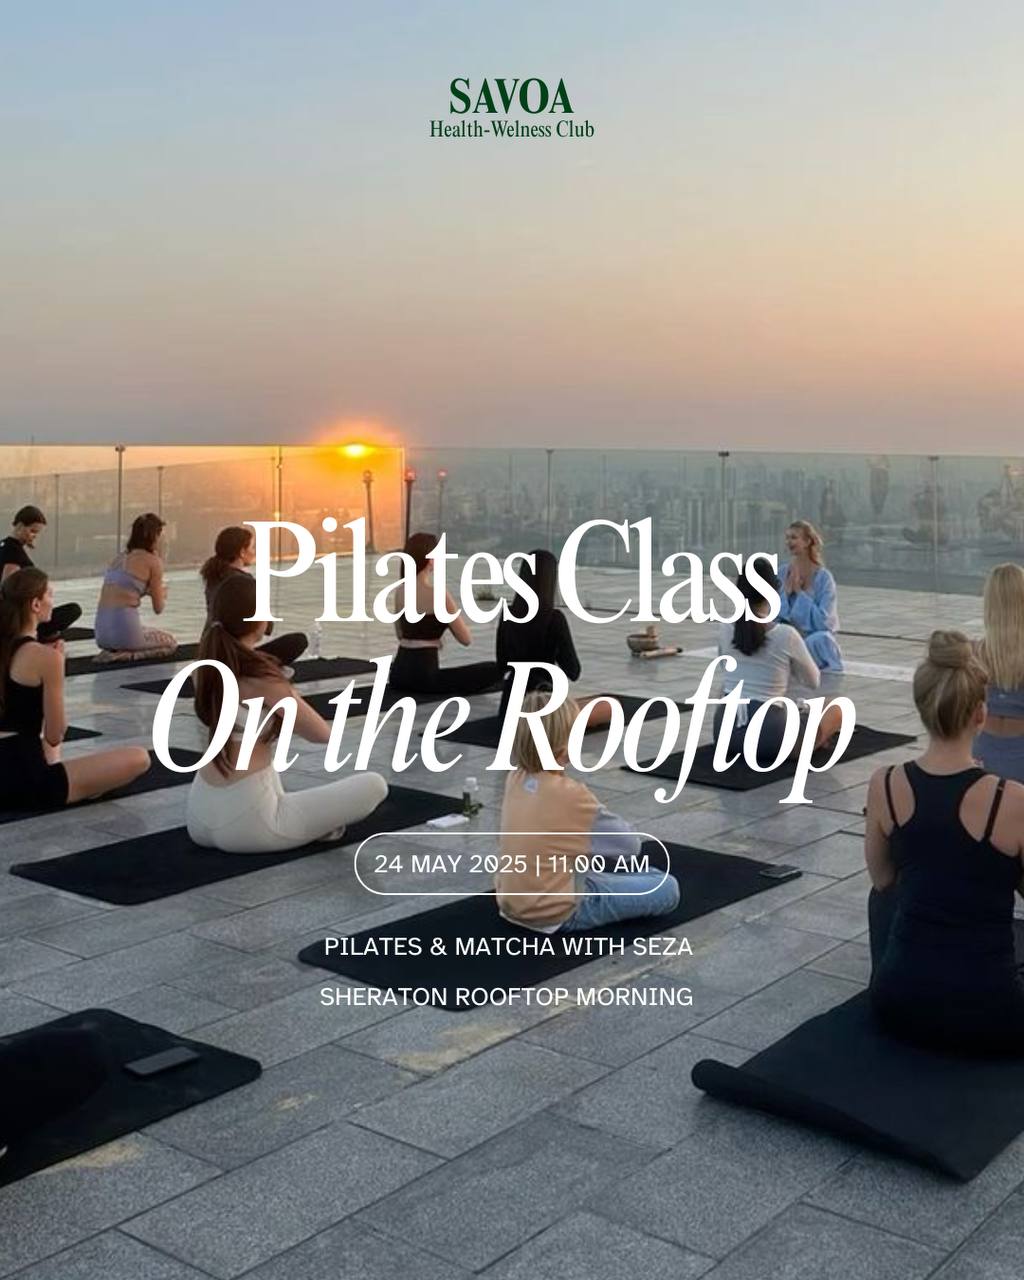 SAVOA
Health-Welness Club
Pilates Class
On the Rooftop
24 MAY 2025 | 11.00 AM
PILATES & MATCHA WITH SEZA
SHERATON ROOFTOP MORNING